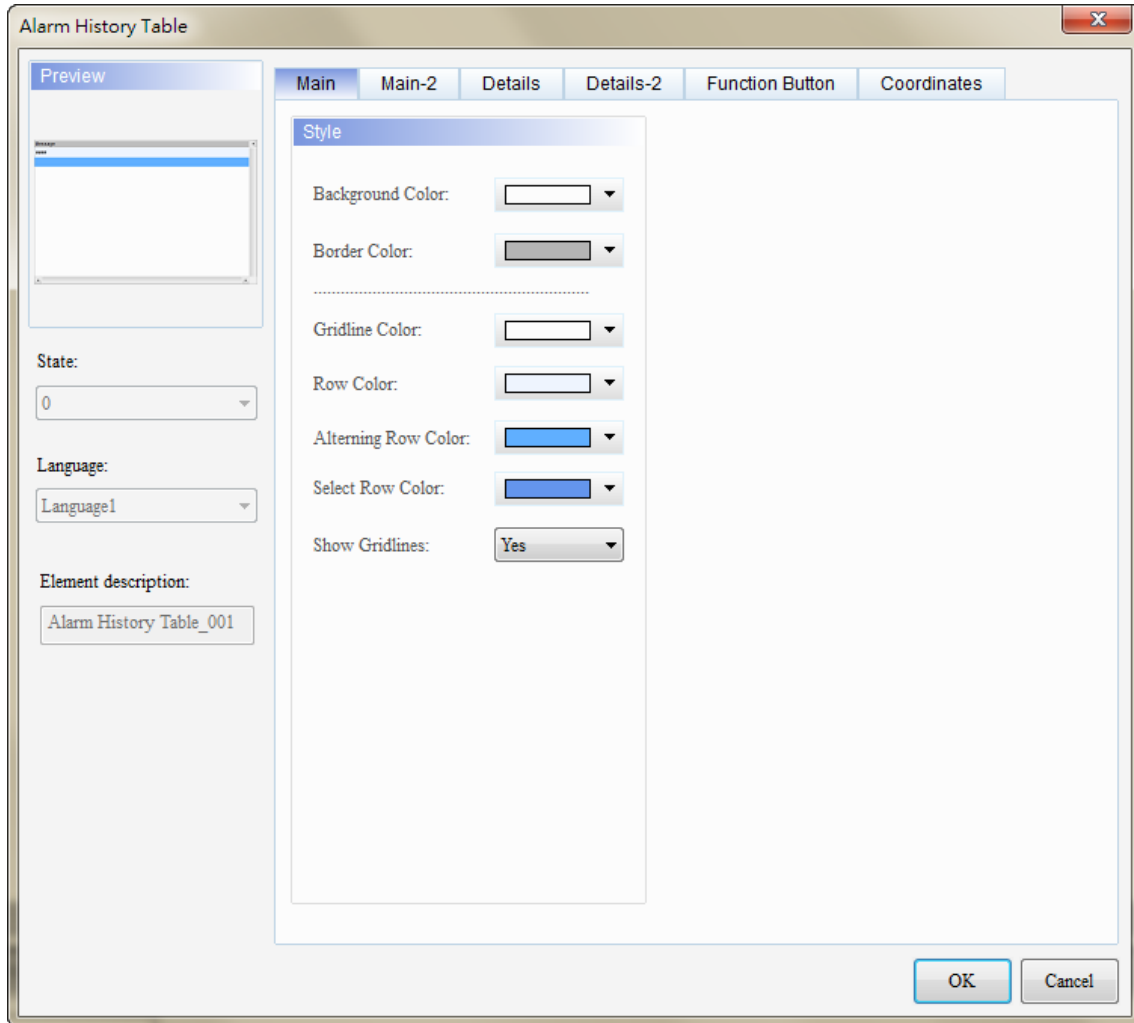 Alarm History Table
Preview
Message
State:
0
Language:
Language1
Element description:
Alarm History Table_001
Main Main-2 Details Details-2 Function Button Coordinates
Style
Background Color:
Border Color:
Gridline Color:
Row Color:
Alterning Row Color:
Select Row Color:
Show Gridlines: Yes
OK Cancel